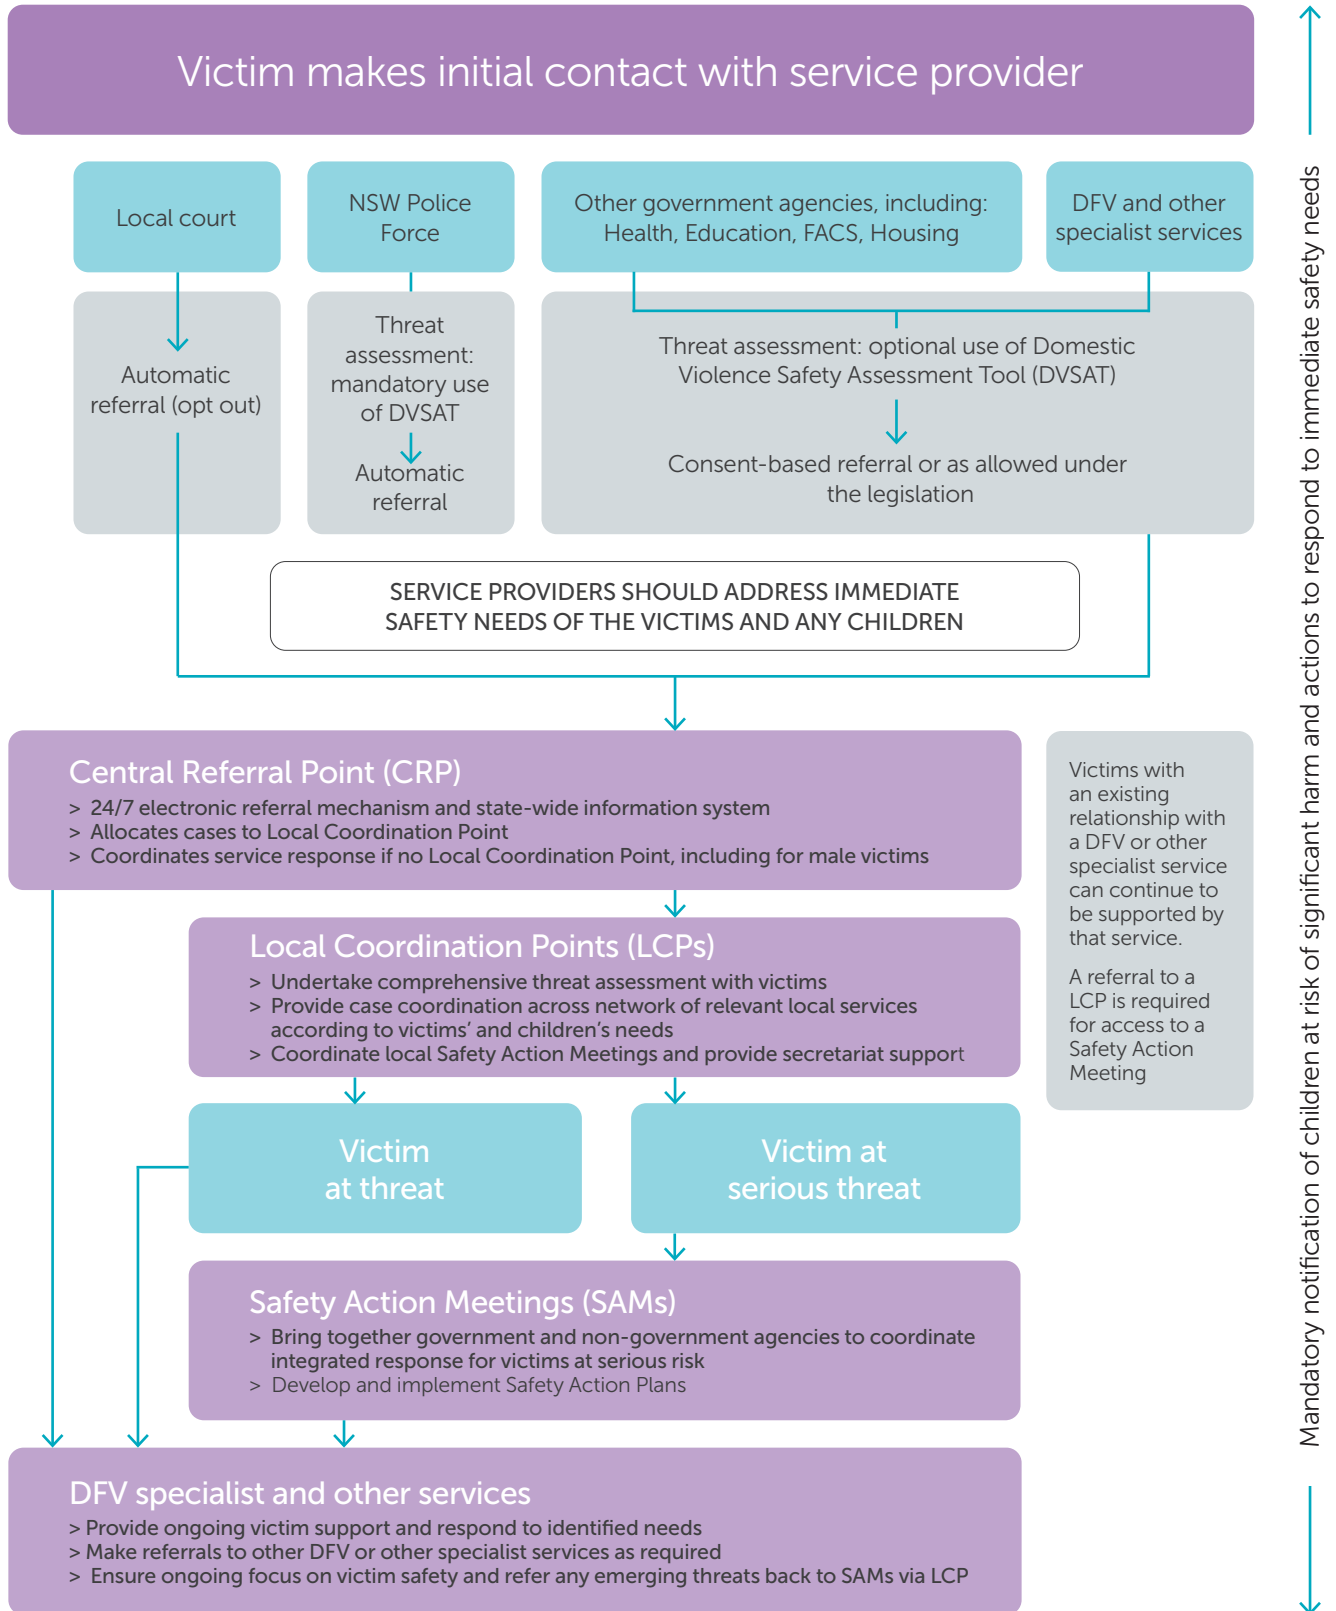 Victim makes initial contact with service provider
Local court
NSW Police
Force
Other government agencies, including:
Health, Education, FACS, Housing
DFV and other
specialist services
Automatic
referral (opt out)
Threat
assessment:
mandatory use
of DVSAT
Automatic
referral
Threat assessment: optional use of Domestic
Violence Safety Assessment Tool (DVSAT)
Consent-based referral or as allowed under
the legislation
SERVICE PROVIDERS SHOULD ADDRESS IMMEDIATE
SAFETY NEEDS OF THE VICTIMS AND ANY CHILDREN
Central Referral Point (CRP)
> 24/7 electronic referral mechanism and state-wide information system
> Allocates cases to Local Coordination Point
> Coordinates service response if no Local Coordination Point, including for male victims
Victims with
an existing
relationship with
a DFV or other
specialist service
can continue to
be supported by
that service.
A referral to a
LCP is required
for access to a
Safety Action
Meeting
Local Coordination Points (LCPs)
> Undertake comprehensive threat assessment with victims
> Provide case coordination across network of relevant local services
according to victims' and children's needs
> Coordinate local Safety Action Meetings and provide secretariat support
Victim
at threat
Victim at
serious threat
Safety Action Meetings (SAMs)
> Bring together government and non-government agencies to coordinate
integrated response for victims at serious risk
> Develop and implement Safety Action Plans
DFV specialist and other services
> Provide ongoing victim support and respond to identified needs
> Make referrals to other DFV or other specialist services as required
> Ensure ongoing focus on victim safety and refer any emerging threats back to SAMs via LCP
Mandatory notification of children at risk of significant harm and actions to respond to immediate safety needs